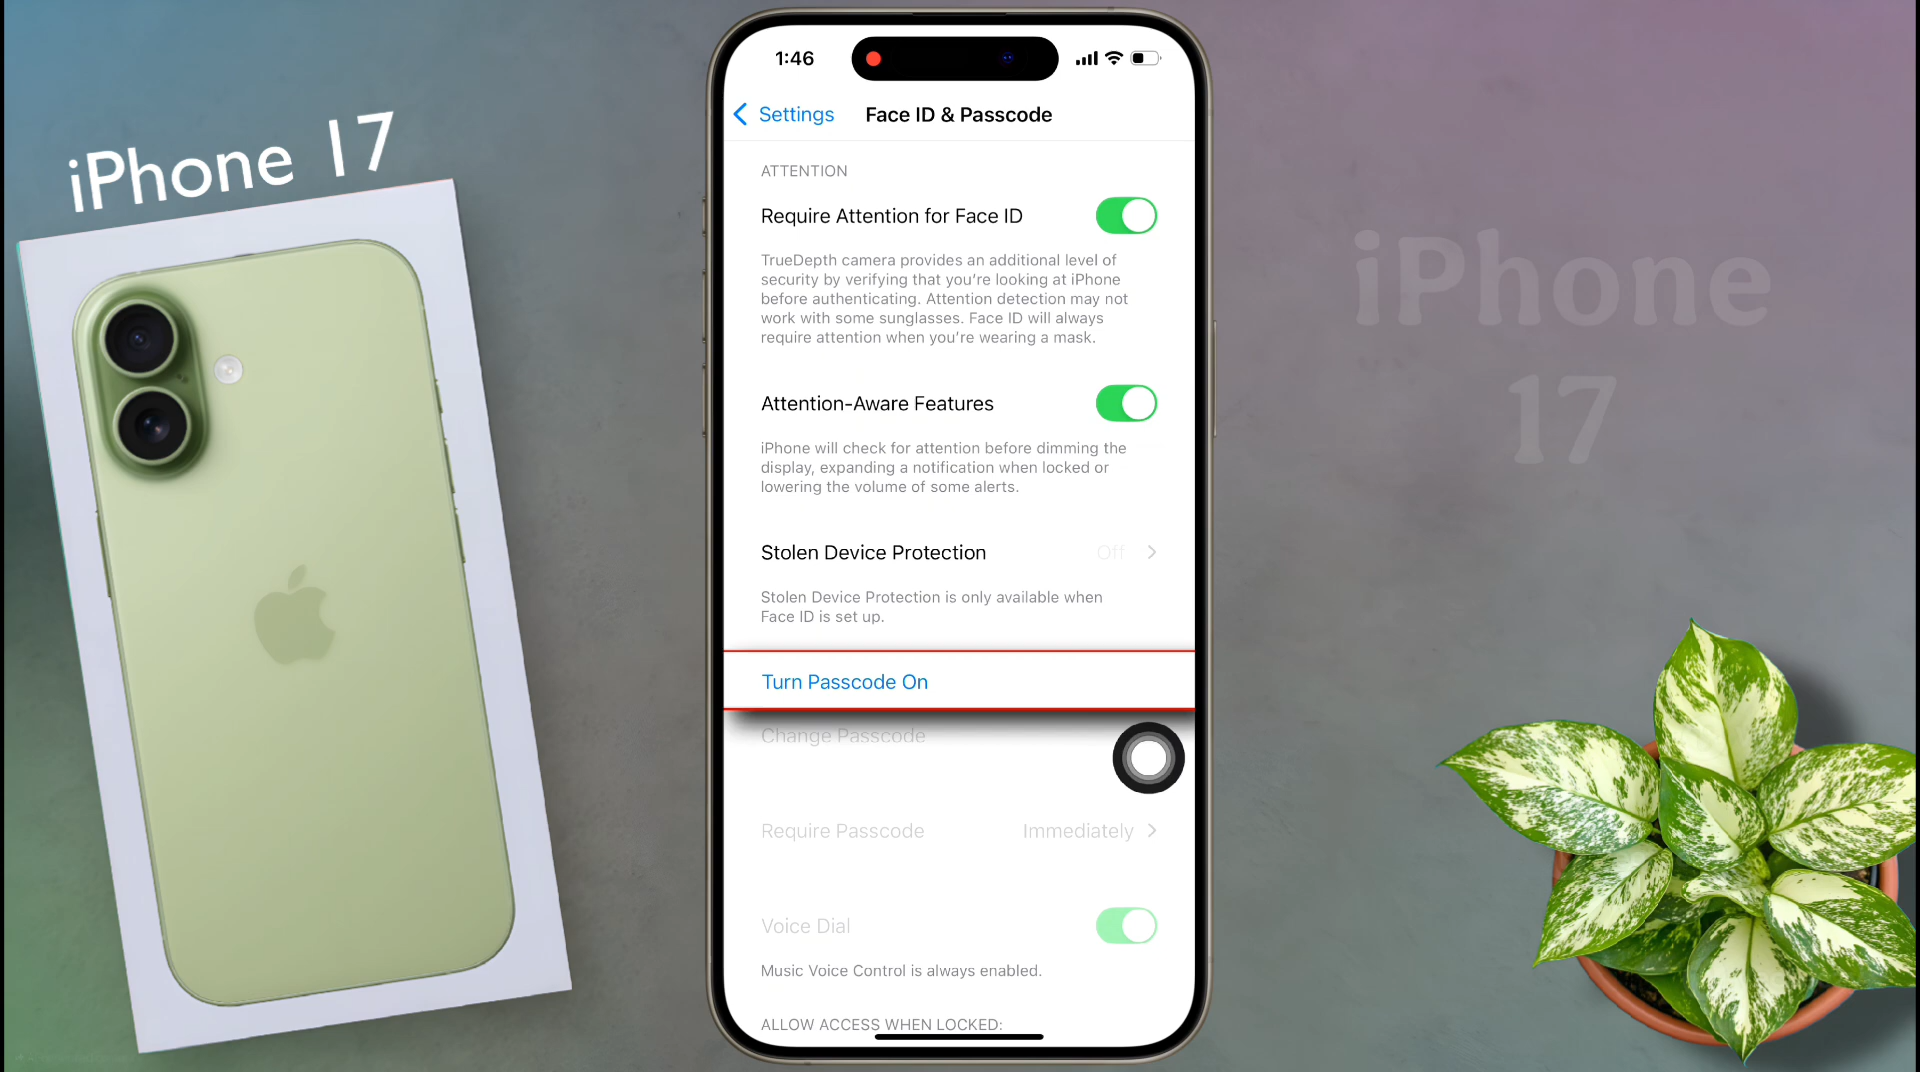 iPhone 17
1:46
Settings
Face ID & Passcode
ATTENTION
Require Attention for Face ID
TrueDepth camera provides an additional level of
security by verifying that you're looking at iPhone
before authenticating. Attention detection may not
work with some sunglasses. Face ID will always
require attention when you're wearing a mask.
Attention-Aware Features
iPhone will check for attention before dimming the
display, expanding a notification when locked or
lowering the volume of some alerts.
Stolen Device Protection Off
Stolen Device Protection is only available when
Face ID is set up.
Turn Passcode On
Change Passcode
Require Passcode Immediately
Voice Dial
Music Voice Control is always enabled.
ALLOW ACCESS WHEN LOCKED:
iPhone
17